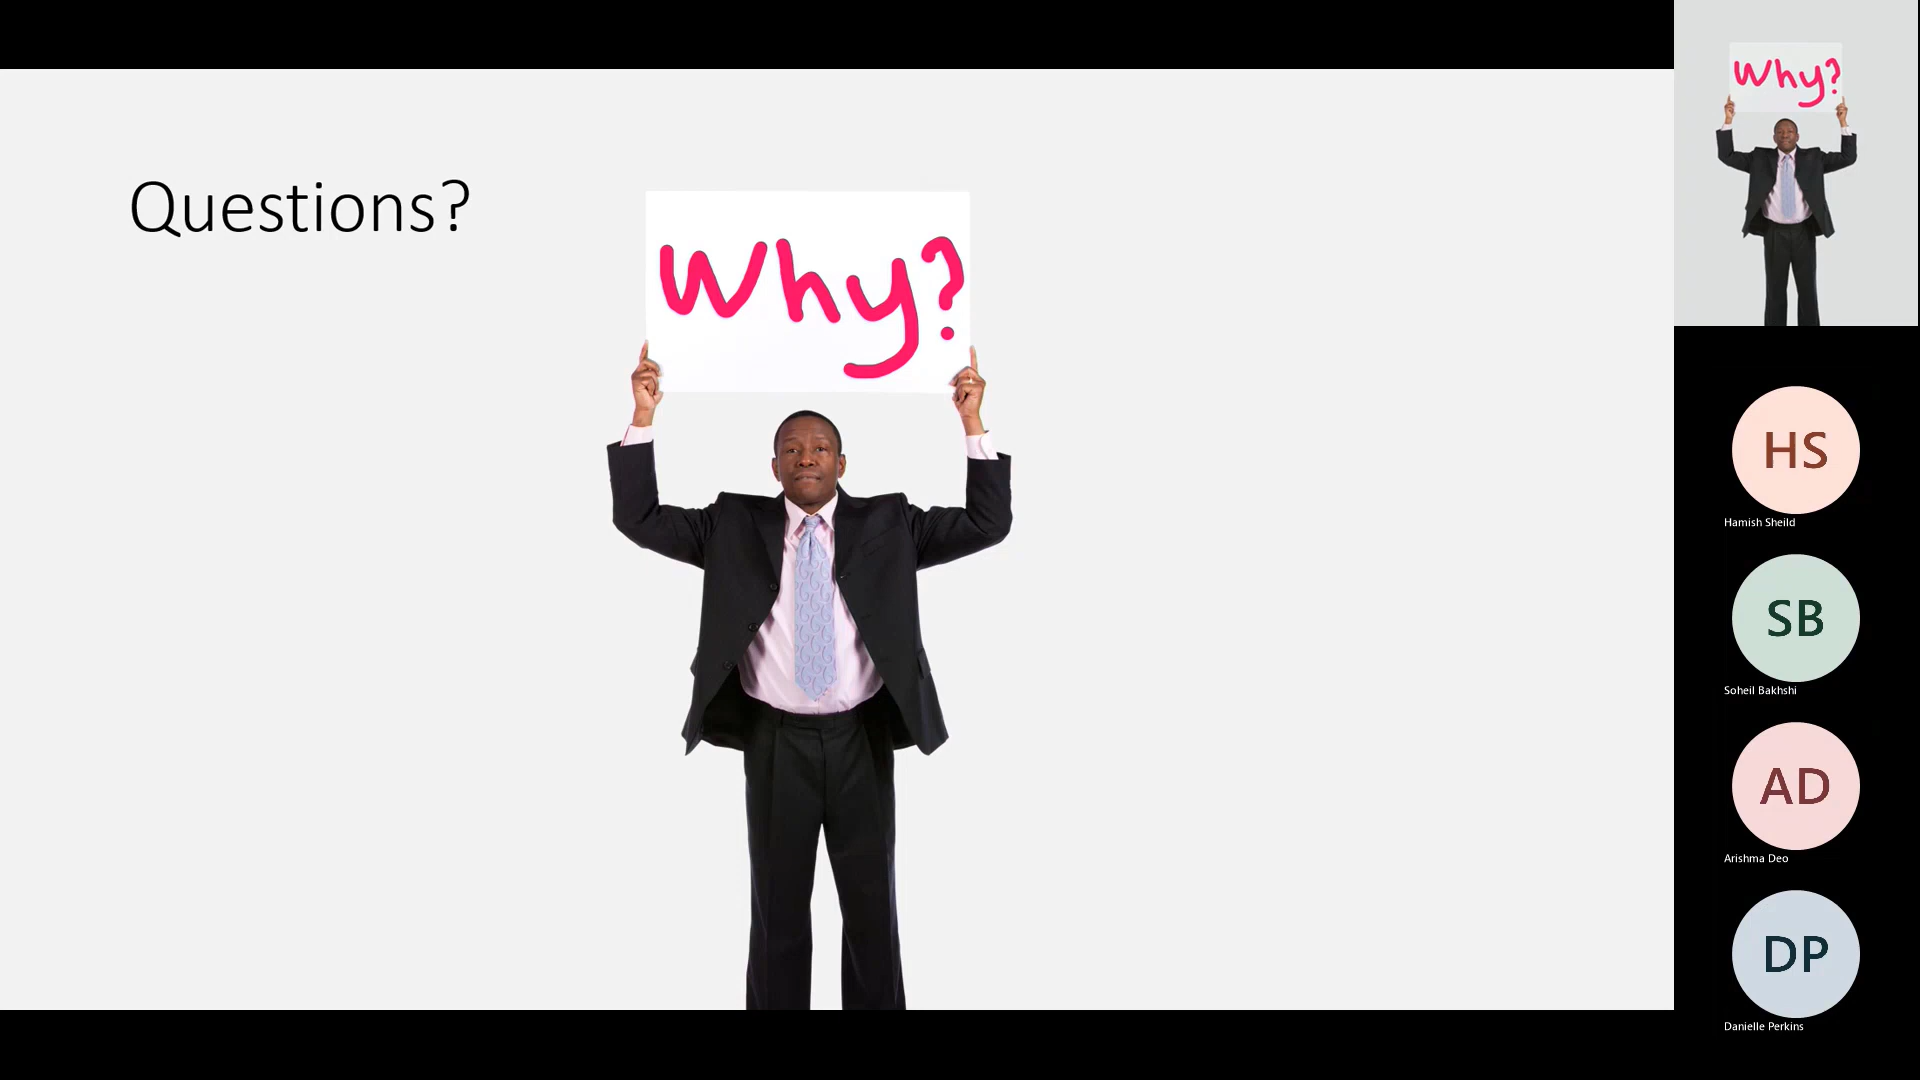 Questions?
Why?
Why?
HS
Hamish Sheild
SB
Soheil Bakhshi
AD
Arishma Deo
DP
Danielle Perkins